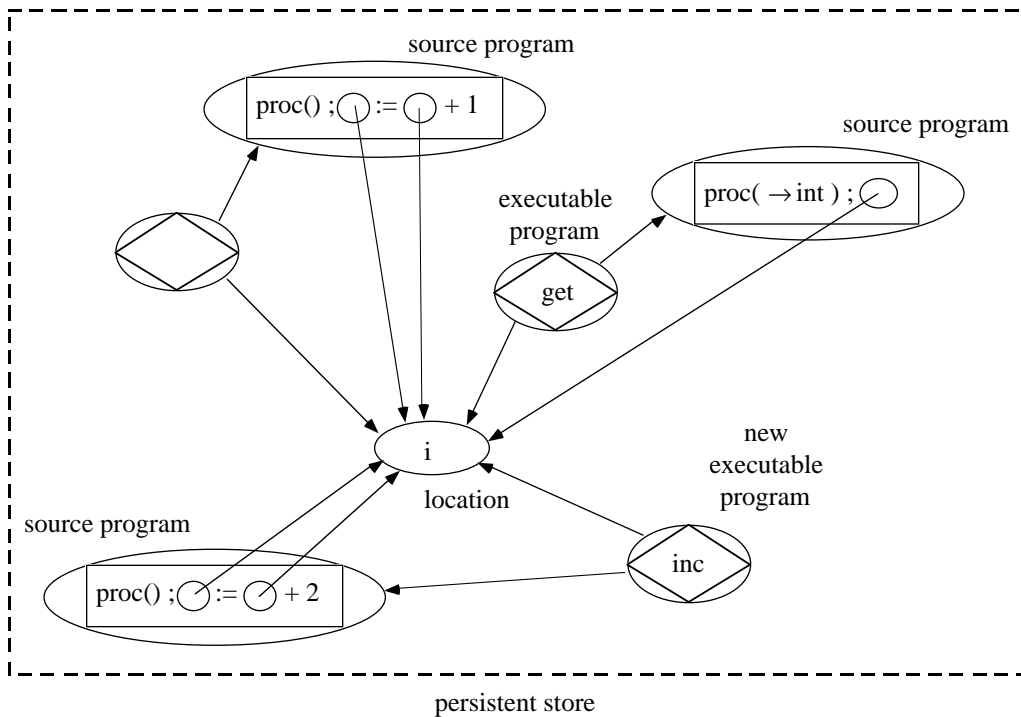 source program
proc() ; := + 1
source program
proc( → int ) ;
executable
program
get
i
location
new
executable
program
source program
inc
proc() ; := + 2
persistent store